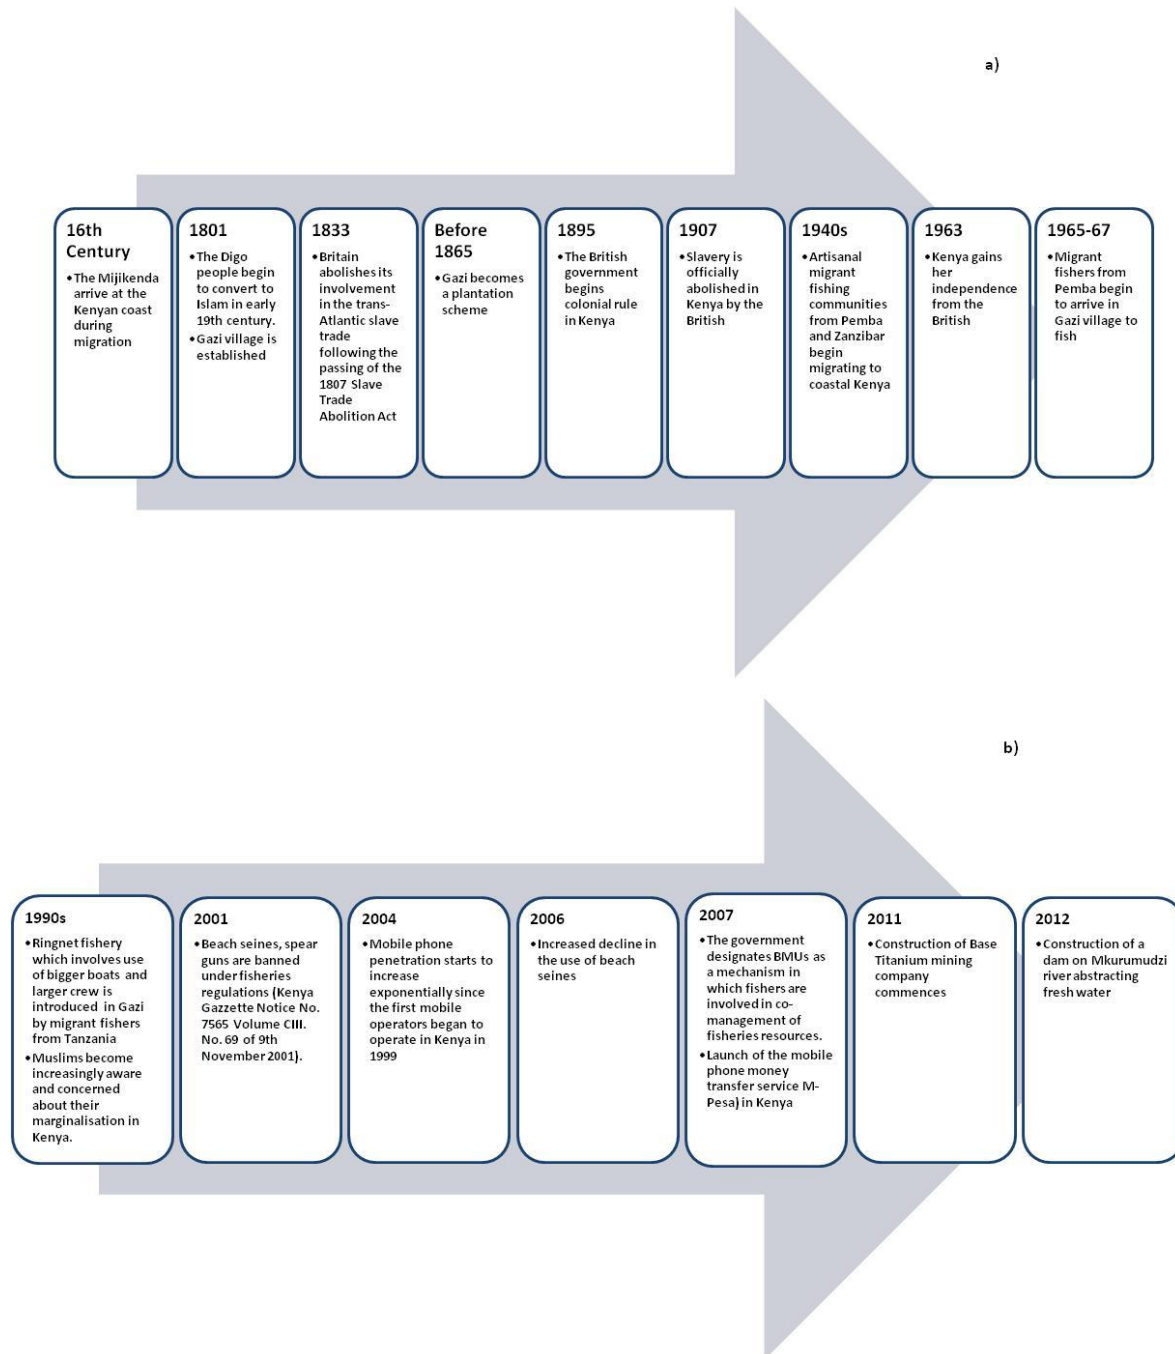 a)
16th
Century
•The Mijikenda
arrive at the
Kenyan coast
during
migration
1801
•The Digo
people begin
to convert to
Islam in early
19th century.
•Gazi village is
established
1833
•Britain
abolishes its
involvement
in the trans-
Atlantic slave
trade
following the
passing of the
1807 Slave
Trade
Abolition Act
Before
1865
•Gazi becomes
a plantation
scheme
1895
•The British
government
begins
colonial rule
in Kenya
1907
•Slavery is
officially
abolished in
Kenya by the
British
1940s
•Artisanal
migrant
fishing
communities
from Pemba
and Zanzibar
begin
migrating to
coastal Kenya
1963
•Kenya gains
her
independence
from the
British
1965-67
•Migrant
fishers from
Pemba begin
to arrive in
Gazi village to
fish
b)
1990s
•Ringnet fishery
which involves use
of bigger boats and
larger crew is
introduced in Gazi
by migrant fishers
from Tanzania
•Muslims become
increasingly aware
and concerned
about their
marginalisation in
Kenya.
2001
•Beach seines, spear
guns are banned
under fisheries
regulations (Kenya
Gazzette Notice No.
7565 Volume CIII.
No. 69 of 9th
November 2001).
2004
•Mobile phone
penetration starts to
increase
exponentially since
the first mobile
operators began to
operate in Kenya in
1999
2006
•Increased decline in
the use of beach
seines
2007
•The government
designates BMUs as
a mechanism in
which fishers are
involved in co-
management of
fisheries resources.
•Launch of the mobile
phone money
transfer service M-
Pesa) in Kenya
2011
•Construction of Base
Titanium mining
company
commences
2012
•Construction of a
dam on Mkurumudzi
river abstracting
fresh water